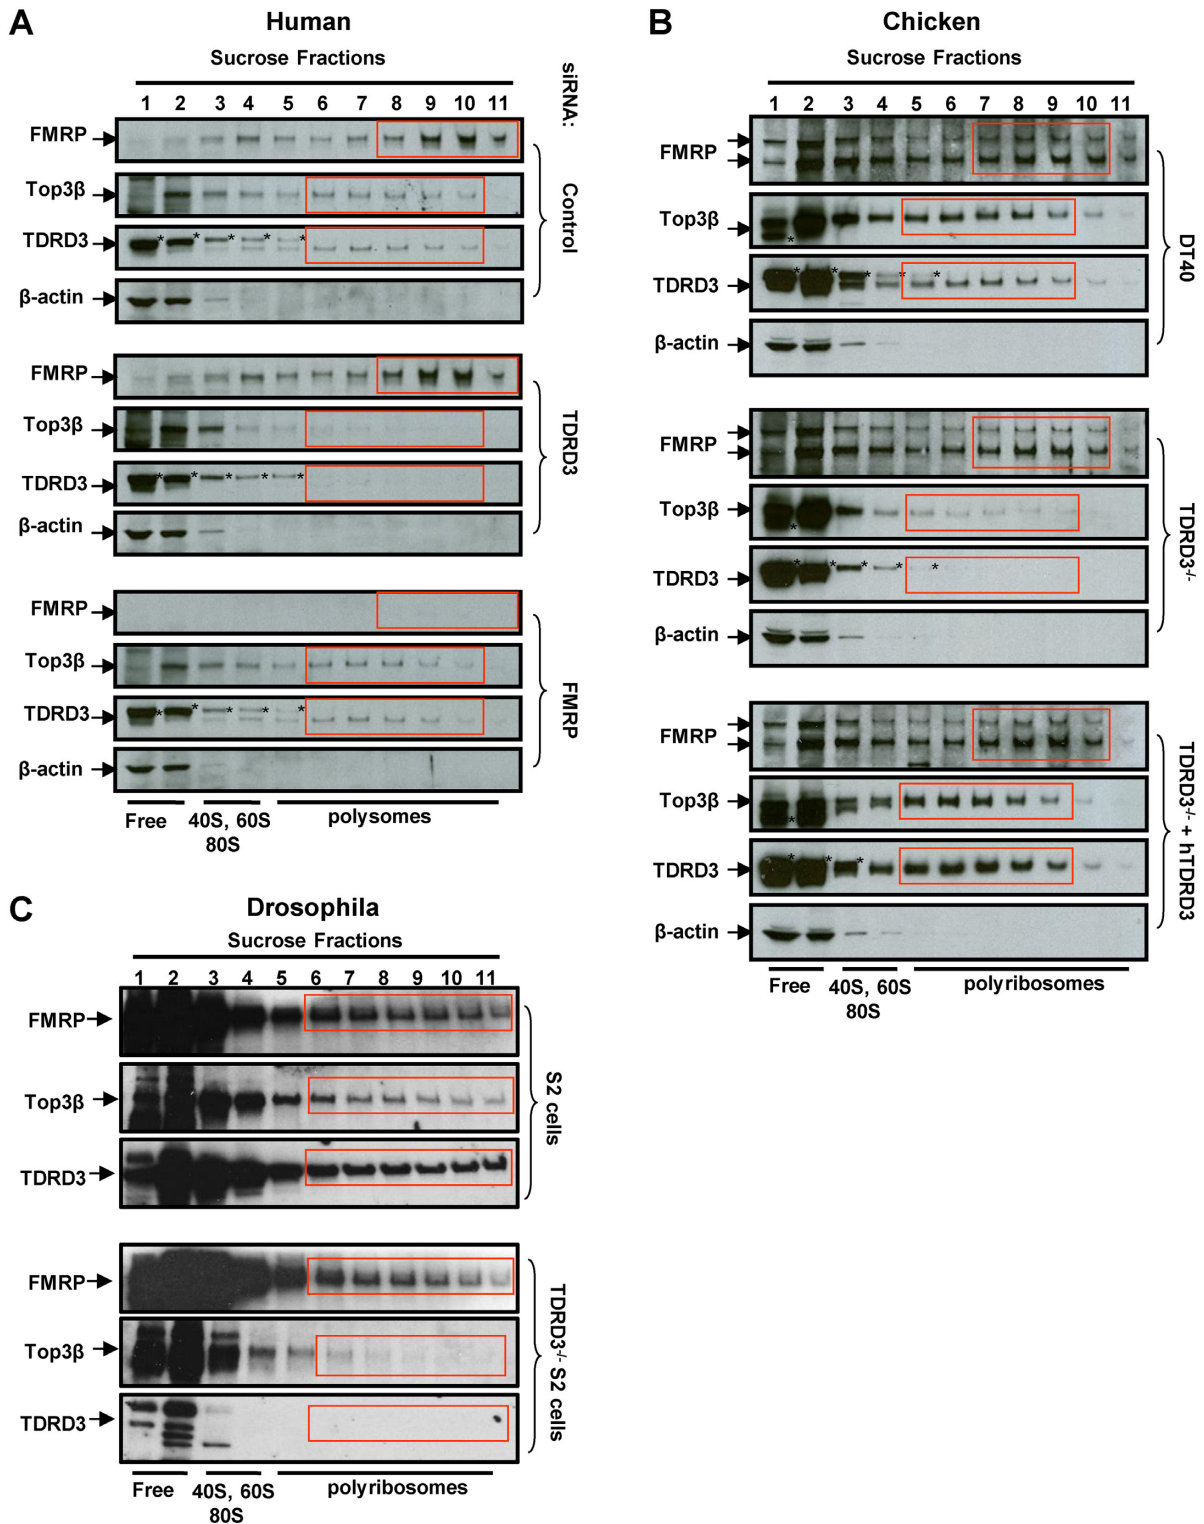 A
Human
Sucrose Fractions
siRNA:
1 2 3 4 5 6 7 8 9 10 11
FMRP
Top3β
TDRD3
* * * * *
β-actin
Control
FMRP
Top3β
TDRD3
* * * * *
β-actin
TDRD3
FMRP
Top3β
TDRD3
* * * * *
β-actin
FMRP
Free
40S, 60S
80S
polysomes
B
Chicken
Sucrose Fractions
1 2 3 4 5 6 7 8 9 10 11
FMRP
Top3β
*
TDRD3
* * * * *
β-actin
DT40
FMRP
Top3β
*
TDRD3
* * * * *
β-actin
TDRD3-/-
FMRP
Top3β
*
TDRD3
* * *
β-actin
TDRD3-/- + hTDRD3
Free
40S, 60S
80S
polyribosomes
C
Drosophila
Sucrose Fractions
1 2 3 4 5 6 7 8 9 10 11
FMRP
Top3β
TDRD3
S2 cells
FMRP
Top3β
TDRD3
TDRD3-/- S2 cells
Free
40S, 60S
80S
polyribosomes